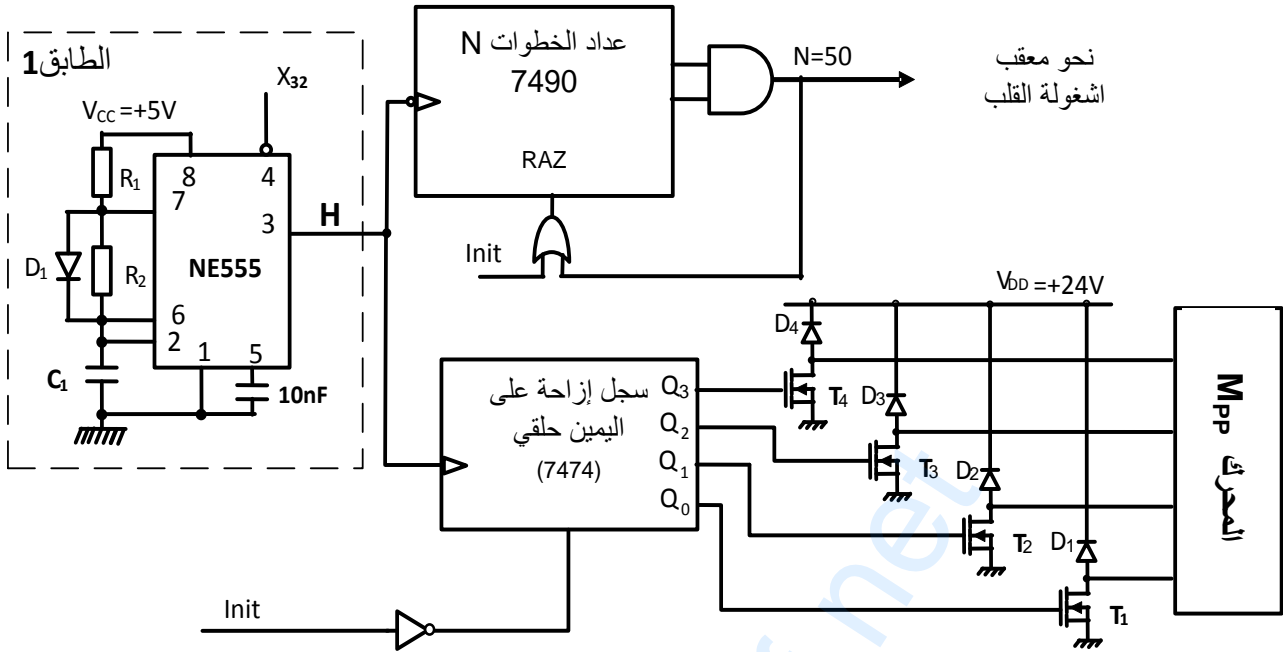 الطابق1
X32
VCC =+5V
R1
8
4
7
3
H
D1
R2
NE555
6
2
1
5
C1
10nF
عداد الخطوات N
7490
RAZ
N=50
نحو معقب
اشغولة القلب
Init
VDD =+24V
سجل إزاحة على
اليمين حلقي
(7474)
Q3
Q2
Q1
Q0
D4
T4
D3
T3
D2
T2
D1
T1
المحرك MPP
Init